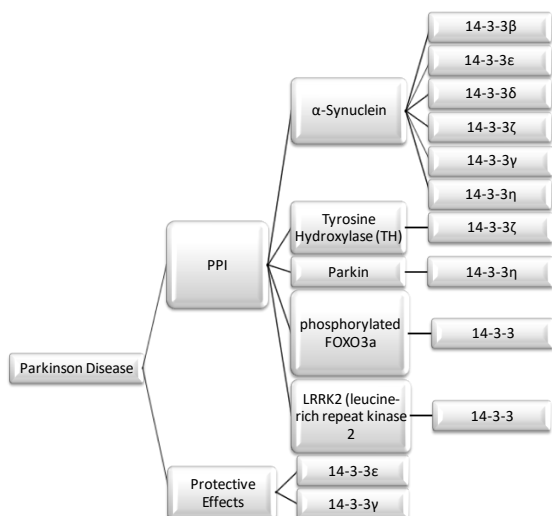 Parkinson Disease
PPI
α-Synuclein
14-3-3β
14-3-3ε
14-3-3δ
14-3-3ζ
14-3-3γ
14-3-3η
Tyrosine
Hydroxylase (TH)
14-3-3ζ
Parkin
14-3-3η
phosphorylated
FOXO3a
14-3-3
LRRK2 (leucine-
rich repeat kinase
2
14-3-3
Protective
Effects
14-3-3ε
14-3-3γ